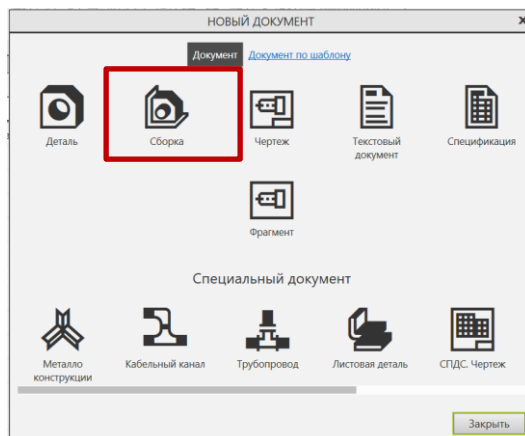 НОВЫЙ ДОКУМЕНТ
Документ Документ по шаблону
Деталь Сборка Чертеж Текстовый документ Спецификация
Фрагмент
Специальный документ
Металло конструкции Кабельный канал Трубопровод Листовая деталь СПДС. Чертеж
Закрыть